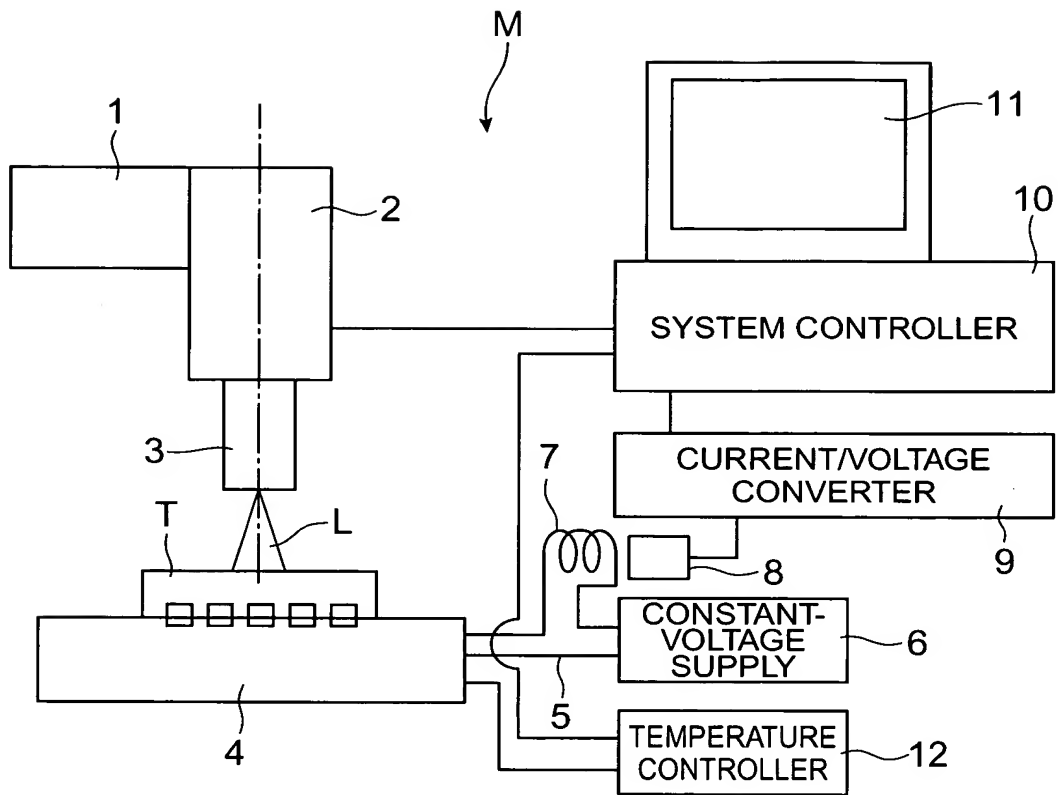 M
1
11
2
10
SYSTEM CONTROLLER
3
7
CURRENT/VOLTAGE
CONVERTER
T
L
8
9
CONSTANT-
VOLTAGE
SUPPLY
6
5
4
TEMPERATURE
CONTROLLER
12